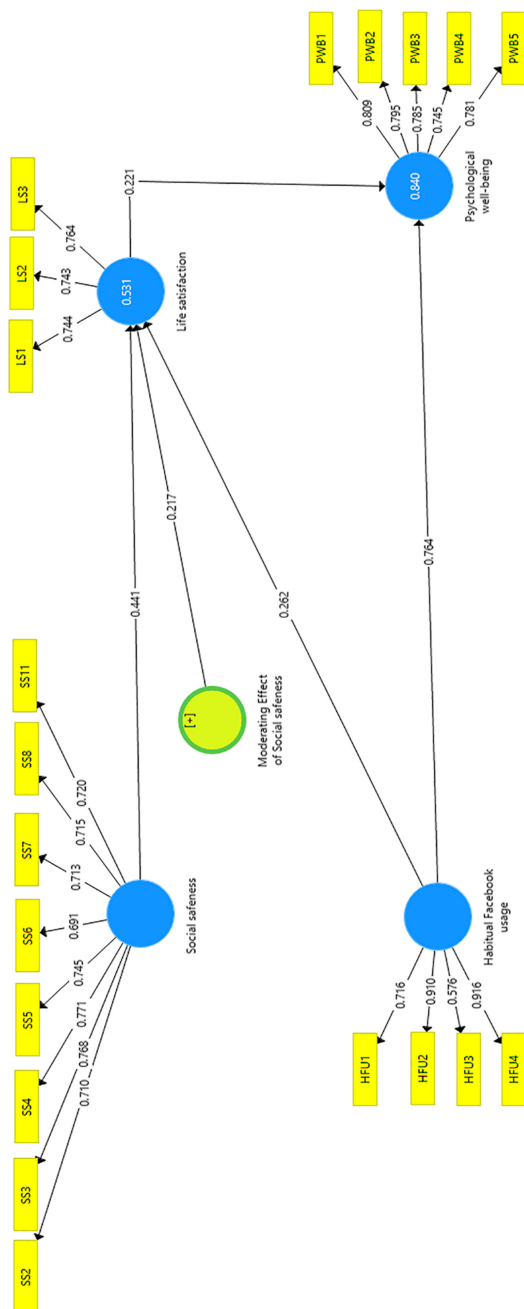 SS2
SS3
SS4
SS5
SS6
SS7
SS8
SS11
0.710
0.768
0.771
0.745
0.691
0.713
0.715
0.720
Social safeness
0.441
LS1
LS2
LS3
0.744
0.743
0.764
0.531
Life satisfaction
0.221
[+]
Moderating Effect
of Social safeness
0.217
0.262
HFU1
HFU2
HFU3
HFU4
0.716
0.910
0.576
0.916
Habitual Facebook
usage
0.764
PWB1
PWB2
PWB3
PWB4
PWB5
0.809
0.795
0.785
0.745
0.781
0.840
Psychological
well-being